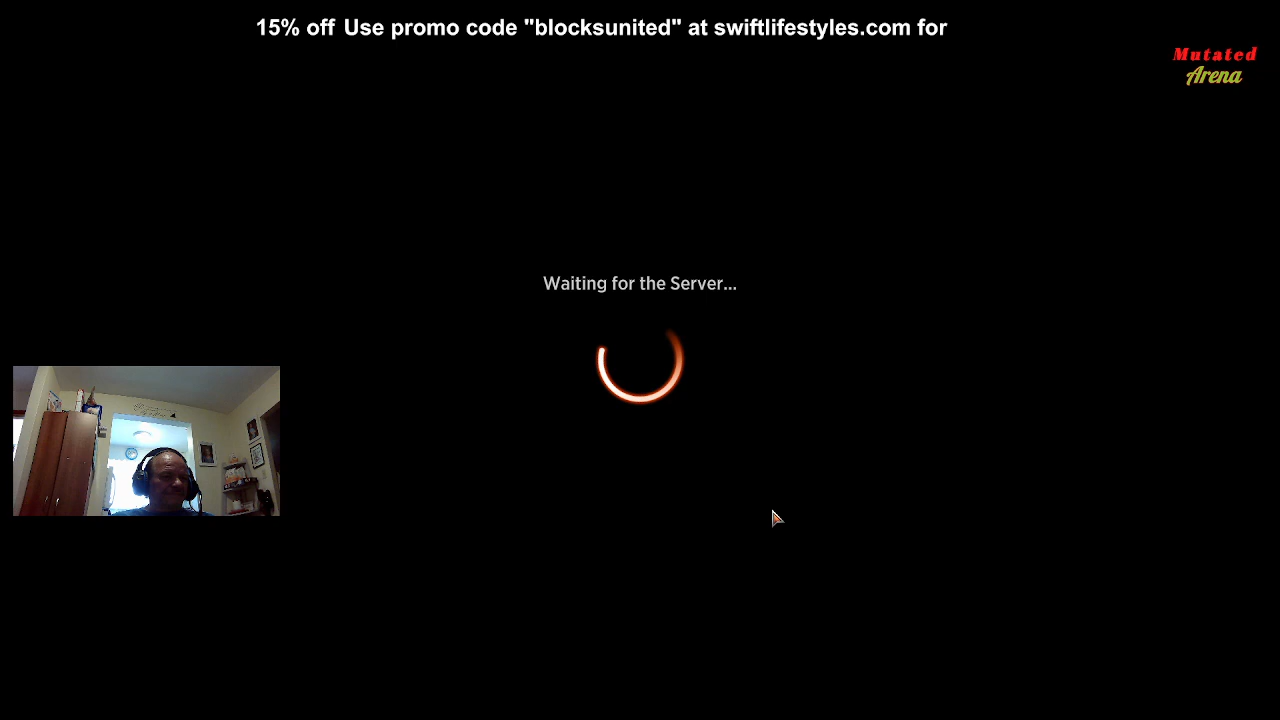 15% off Use promo code "blocksunited" at swiftlifestyles.com for
Mutated
Arena
Waiting for the Server...